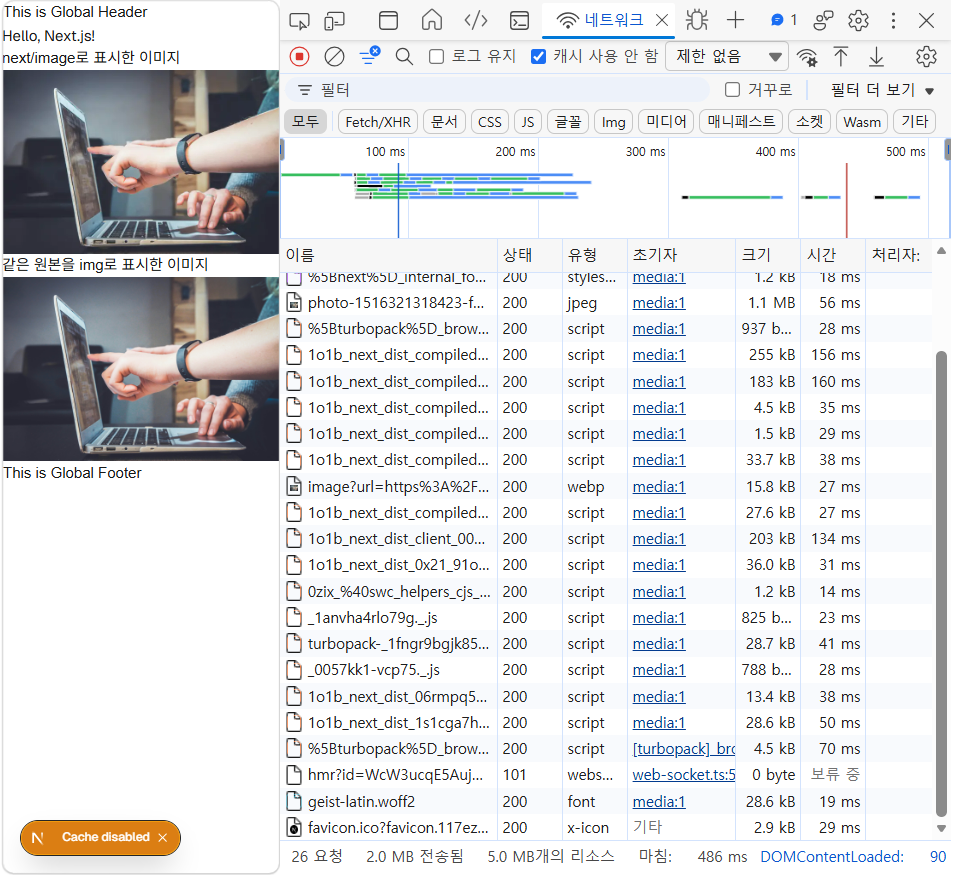 This is Global Header
Hello, Next.js!
next/image로 표시한 이미지
같은 원본을 img로 표시한 이미지
This is Global Footer
N Cache disabled
네트워크 1
로그 유지 캐시 사용 안 함 제한 없음
필터 거꾸로 필터 더 보기
모두 Fetch/XHR 문서 CSS JS 글꼴 Img 미디어 매니페스트 소켓 Wasm 기타
100 ms 200 ms 300 ms 400 ms 500 ms
이름 상태 유형 초기자 크기 시간 처리자:
%5Bnext%5D_internal_fo... 200 styles... media:1 1.2 kB 18 ms
photo-1516321318423-f... 200 jpeg media:1 1.1 MB 56 ms
%5Bturbopack%5D_brow... 200 script media:1 937 b... 28 ms
1o1b_next_dist_compiled... 200 script media:1 255 kB 156 ms
1o1b_next_dist_compiled... 200 script media:1 183 kB 160 ms
1o1b_next_dist_compiled... 200 script media:1 4.5 kB 35 ms
1o1b_next_dist_compiled... 200 script media:1 1.5 kB 29 ms
1o1b_next_dist_compiled... 200 script media:1 33.7 kB 38 ms
image?url=https%3A%2F... 200 webp media:1 15.8 kB 27 ms
1o1b_next_dist_compiled... 200 script media:1 27.6 kB 27 ms
1o1b_next_dist_client_00... 200 script media:1 203 kB 134 ms
1o1b_next_dist_0x21_91o... 200 script media:1 36.0 kB 31 ms
0zix_%40swc_helpers_cjs_... 200 script media:1 1.2 kB 14 ms
_1anvha4rlo79g._.js 200 script media:1 825 b... 23 ms
turbopack-_1fngr9bgjk85... 200 script media:1 28.7 kB 41 ms
_0057kk1-vcp75._.js 200 script media:1 788 b... 28 ms
1o1b_next_dist_06rmpq5... 200 script media:1 13.4 kB 38 ms
1o1b_next_dist_1s1cga7h... 200 script media:1 28.6 kB 50 ms
%5Bturbopack%5D_brow... 200 script [turbopack]_bro 4.5 kB 70 ms
hmr?id=WcW3ucqE5Auj... 101 webs... web-socket.ts:5 0 byte 보류 중
geist-latin.woff2 200 font media:1 28.6 kB 19 ms
favicon.ico?favicon.117ez... 200 x-icon 기타 2.9 kB 29 ms
26 요청 2.0 MB 전송됨 5.0 MB개의 리소스 마침: 486 ms DOMContentLoaded: 90